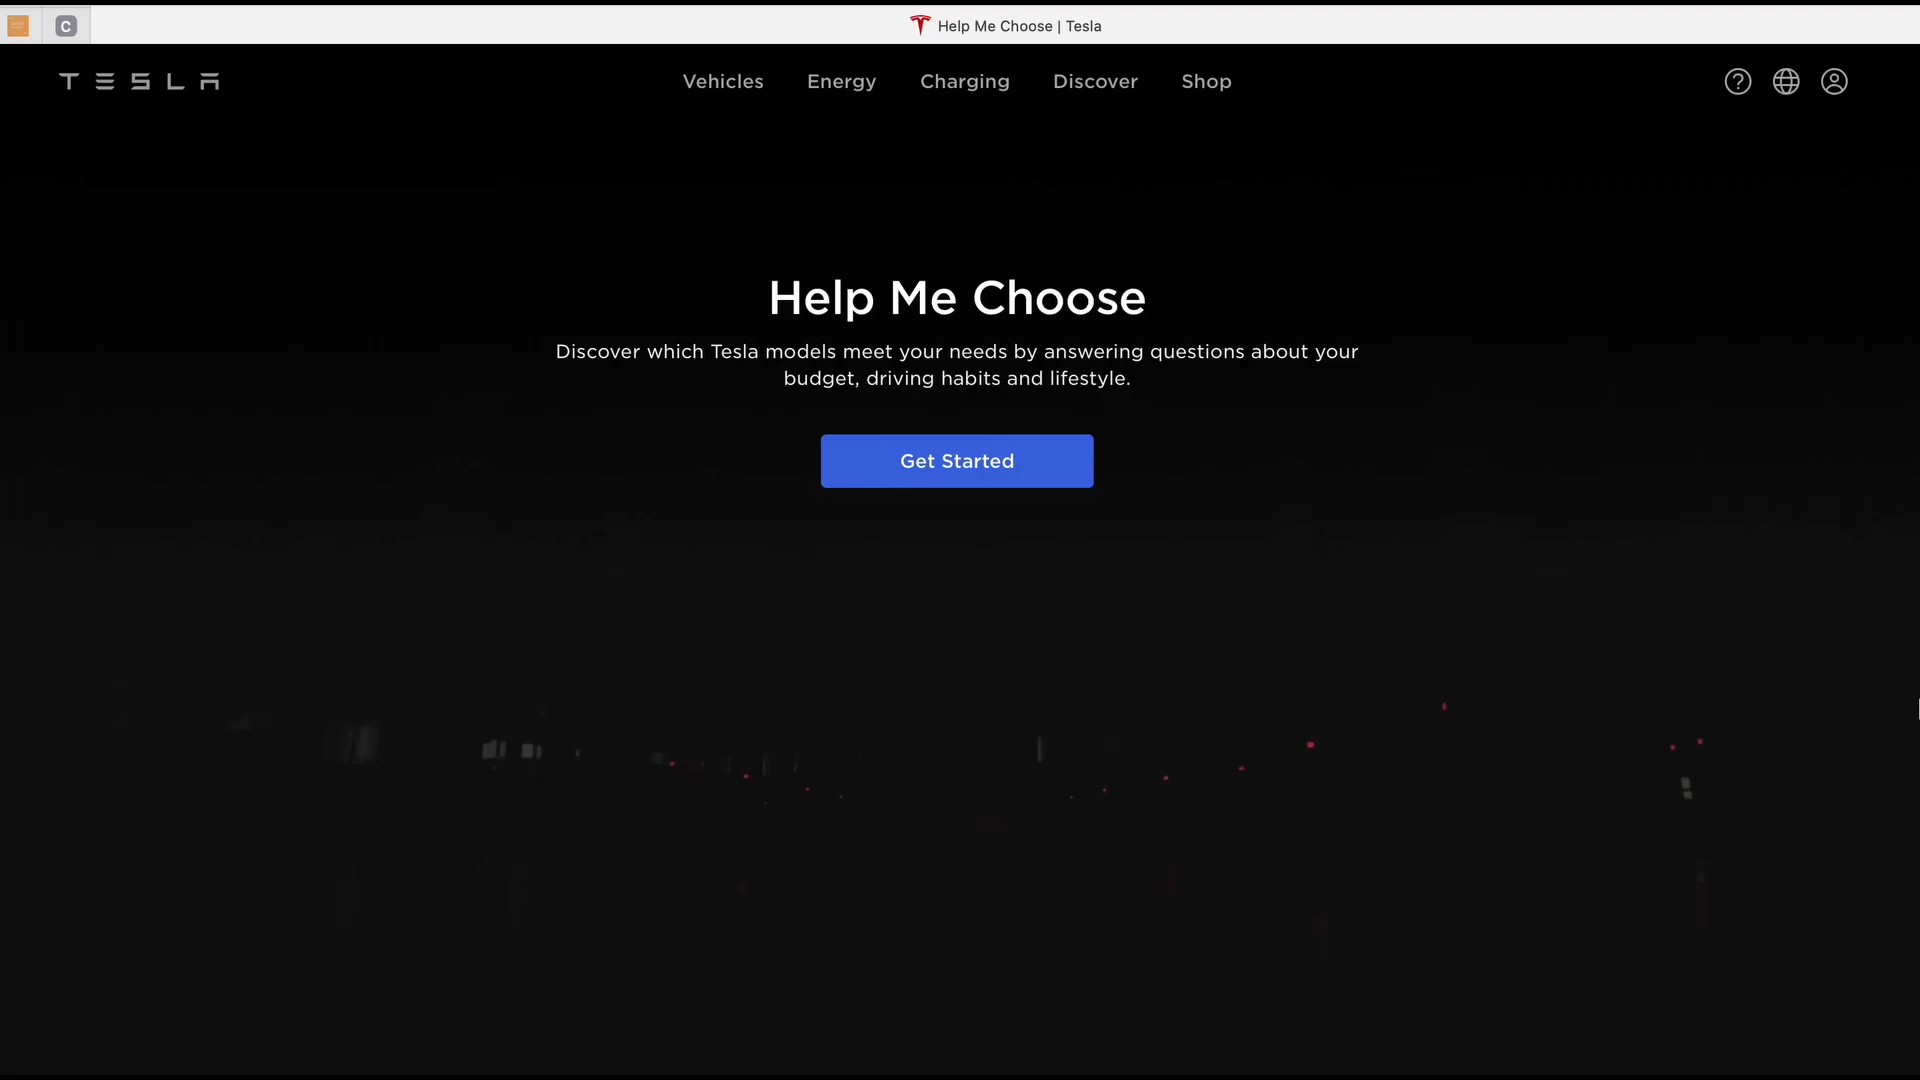 C
Help Me Choose | Tesla
TESLA
Vehicles
Energy
Charging
Discover
Shop
?
Help Me Choose
Discover which Tesla models meet your needs by answering questions about your
budget, driving habits and lifestyle.
Get Started